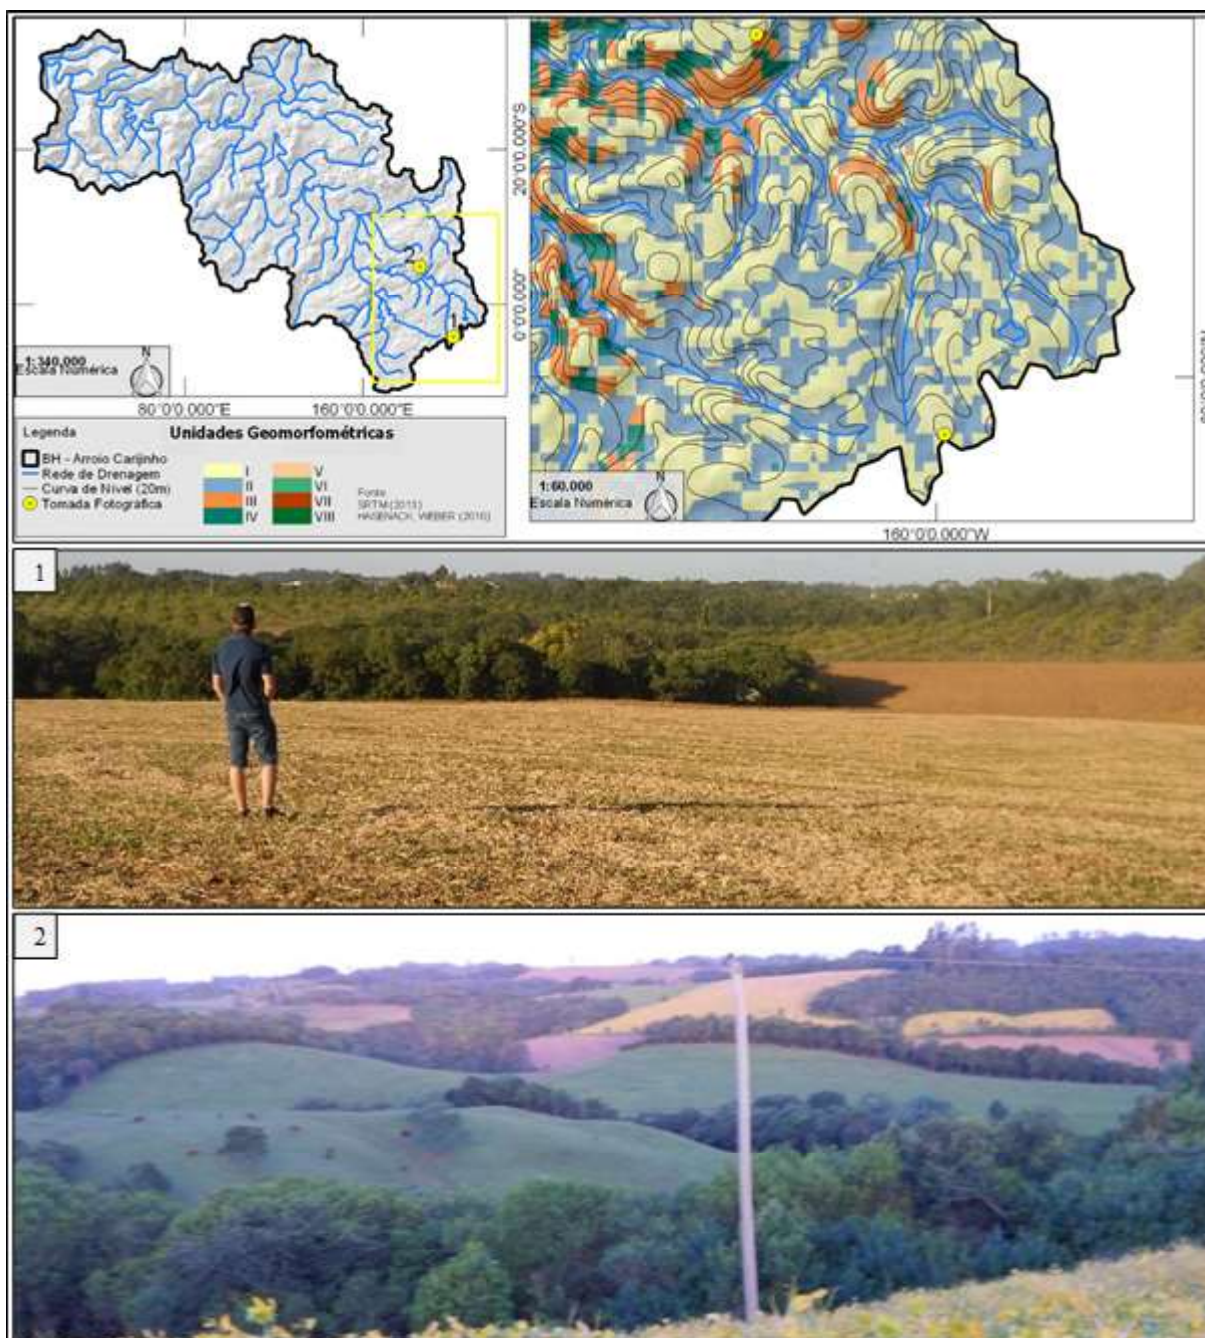 20°0'0.000"S
0°0'0.000"
1:340.000
Escala Numérica
N
80°0'0.000"E
160°0'0.000"E
1
Legenda
Unidades Geomorfométricas
BH - Arroio Carijinho
Rede de Drenagem
Curva de Nível (20m)
Tomada Fotográfica
I
II
III
IV
V
VI
VII
VIII
Fonte
HASENACK, WEBER (2010)
1:60.000
Escala Numérica
N
160°0'0.000"W
1
2